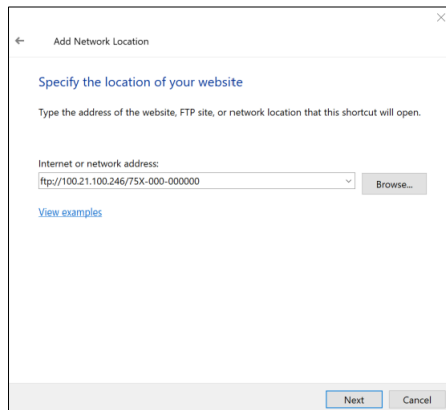 Add Network Location
Specify the location of your website
Type the address of the website, FTP site, or network location that this shortcut will open.
Internet or network address:
ftp://100.21.100.246/75X-000-000000
Browse...
View examples
Next
Cancel